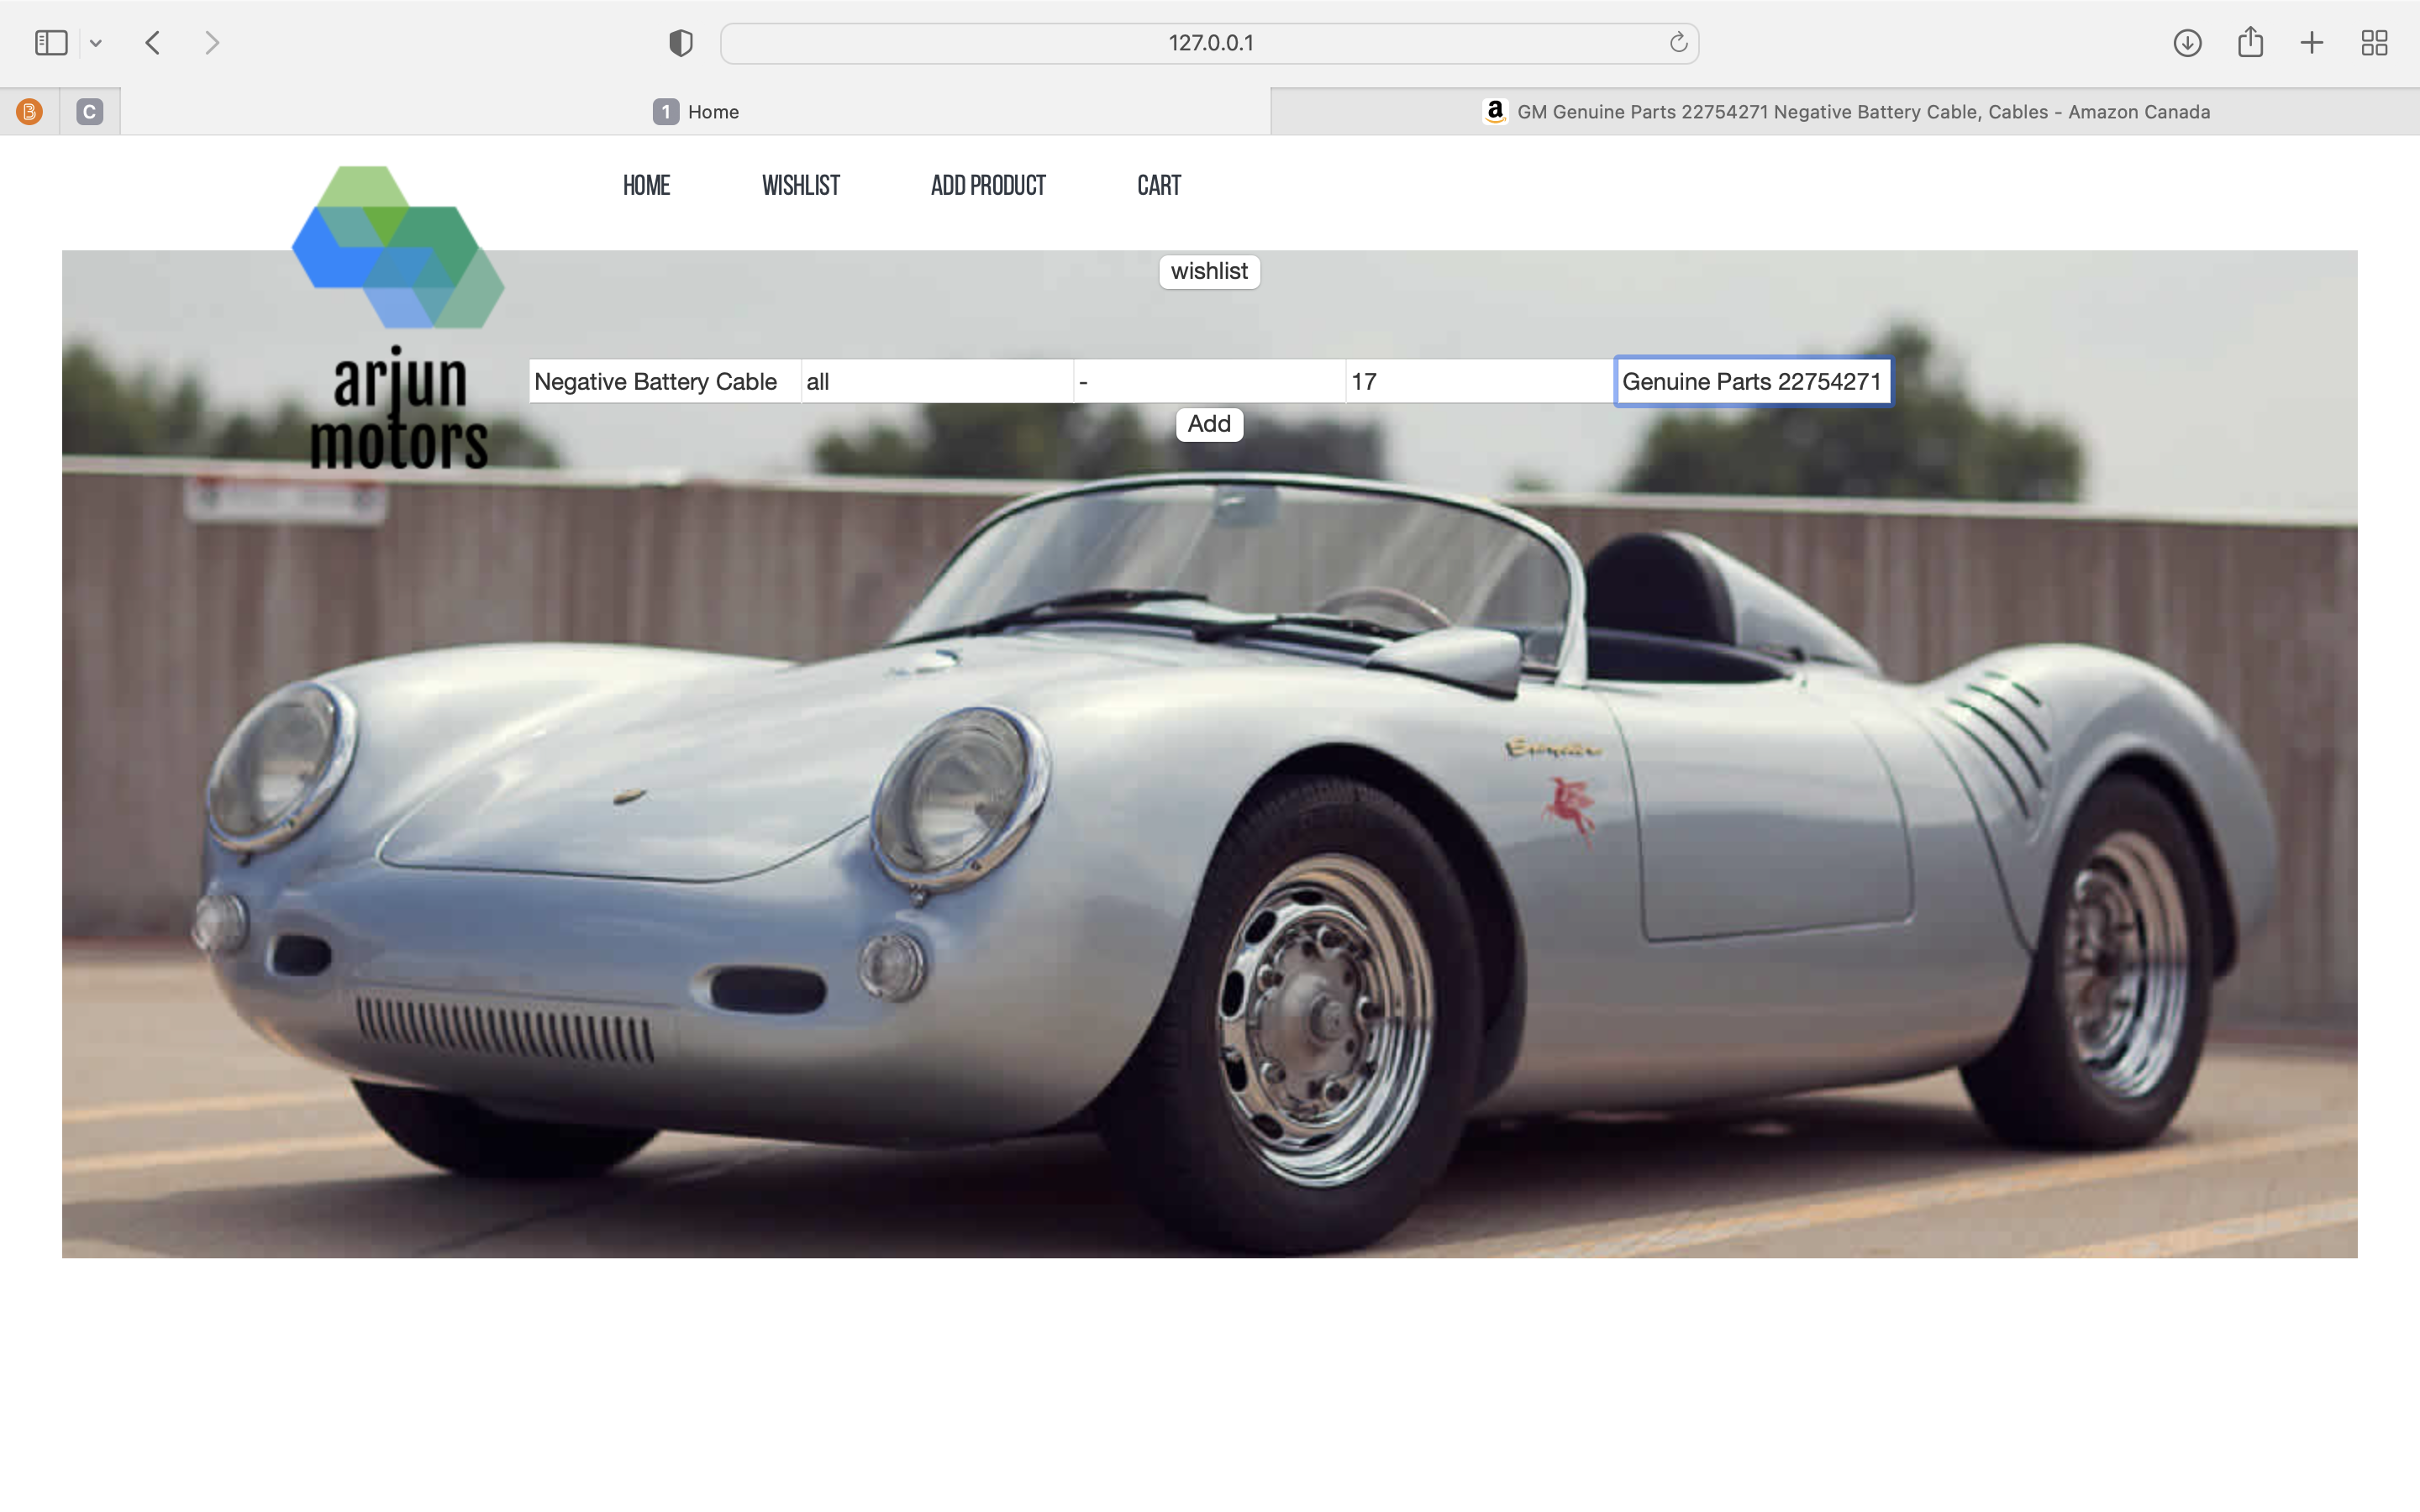 127.0.0.1
B
C
1 Home
a GM Genuine Parts 22754271 Negative Battery Cable, Cables - Amazon Canada
HOME WISHLIST ADD PRODUCT CART
wishlist
arjun
motors
Negative Battery Cable all - 17 Genuine Parts 22754271
Add